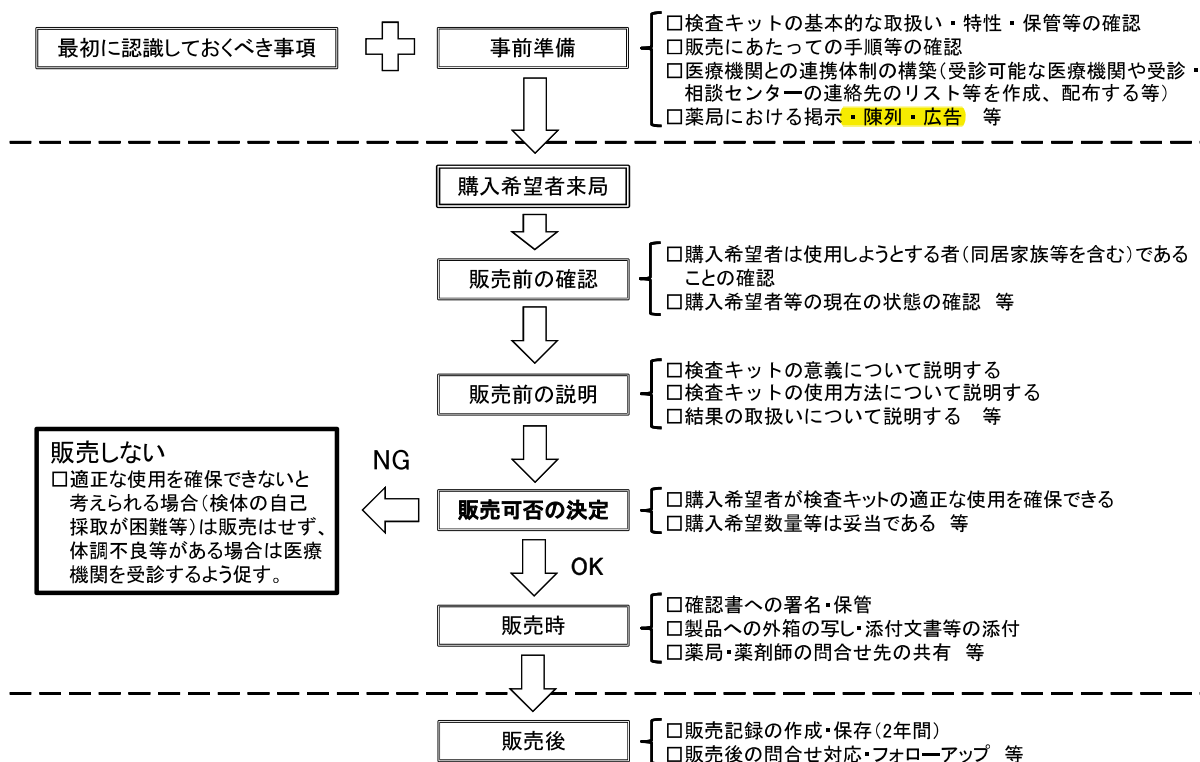 最初に認識しておくべき事項
事前準備
□検査キットの基本的な取扱い・特性・保管等の確認
□販売にあたっての手順等の確認
□医療機関との連携体制の構築(受診可能な医療機関や受診・
相談センターの連絡先のリスト等を作成、配布する等)
□薬局における掲示・陳列・広告 等
購入希望者来局
販売前の確認
□購入希望者は使用しようとする者(同居家族等を含む)である
ことの確認
□購入希望者等の現在の状態の確認 等
販売前の説明
□検査キットの意義について説明する
□検査キットの使用方法について説明する
□結果の取扱いについて説明する 等
販売しない
□適正な使用を確保できないと
考えられる場合(検体の自己
採取が困難等)は販売はせず、
体調不良等がある場合は医療
機関を受診するよう促す。
NG
販売可否の決定
□購入希望者が検査キットの適正な使用を確保できる
□購入希望数量等は妥当である 等
OK
販売時
□確認書への署名・保管
□製品への外箱の写し・添付文書等の添付
□薬局・薬剤師の問合せ先の共有 等
販売後
□販売記録の作成・保存(2年間)
□販売後の問合せ対応・フォローアップ 等